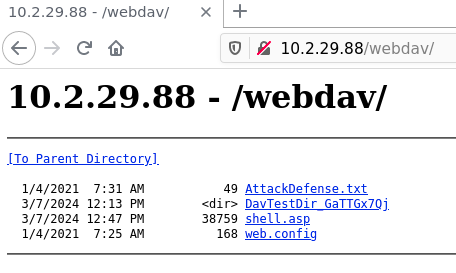 10.2.29.88 - /webdav/
10.2.29.88/webdav/
10.2.29.88 - /webdav/
[To Parent Directory]
1/4/2021 7:31 AM 49 AttackDefense.txt
3/7/2024 12:13 PM <dir> DavTestDir_GaTTGx7Qj
3/7/2024 12:47 PM 38759 shell.asp
1/4/2021 7:25 AM 168 web.config